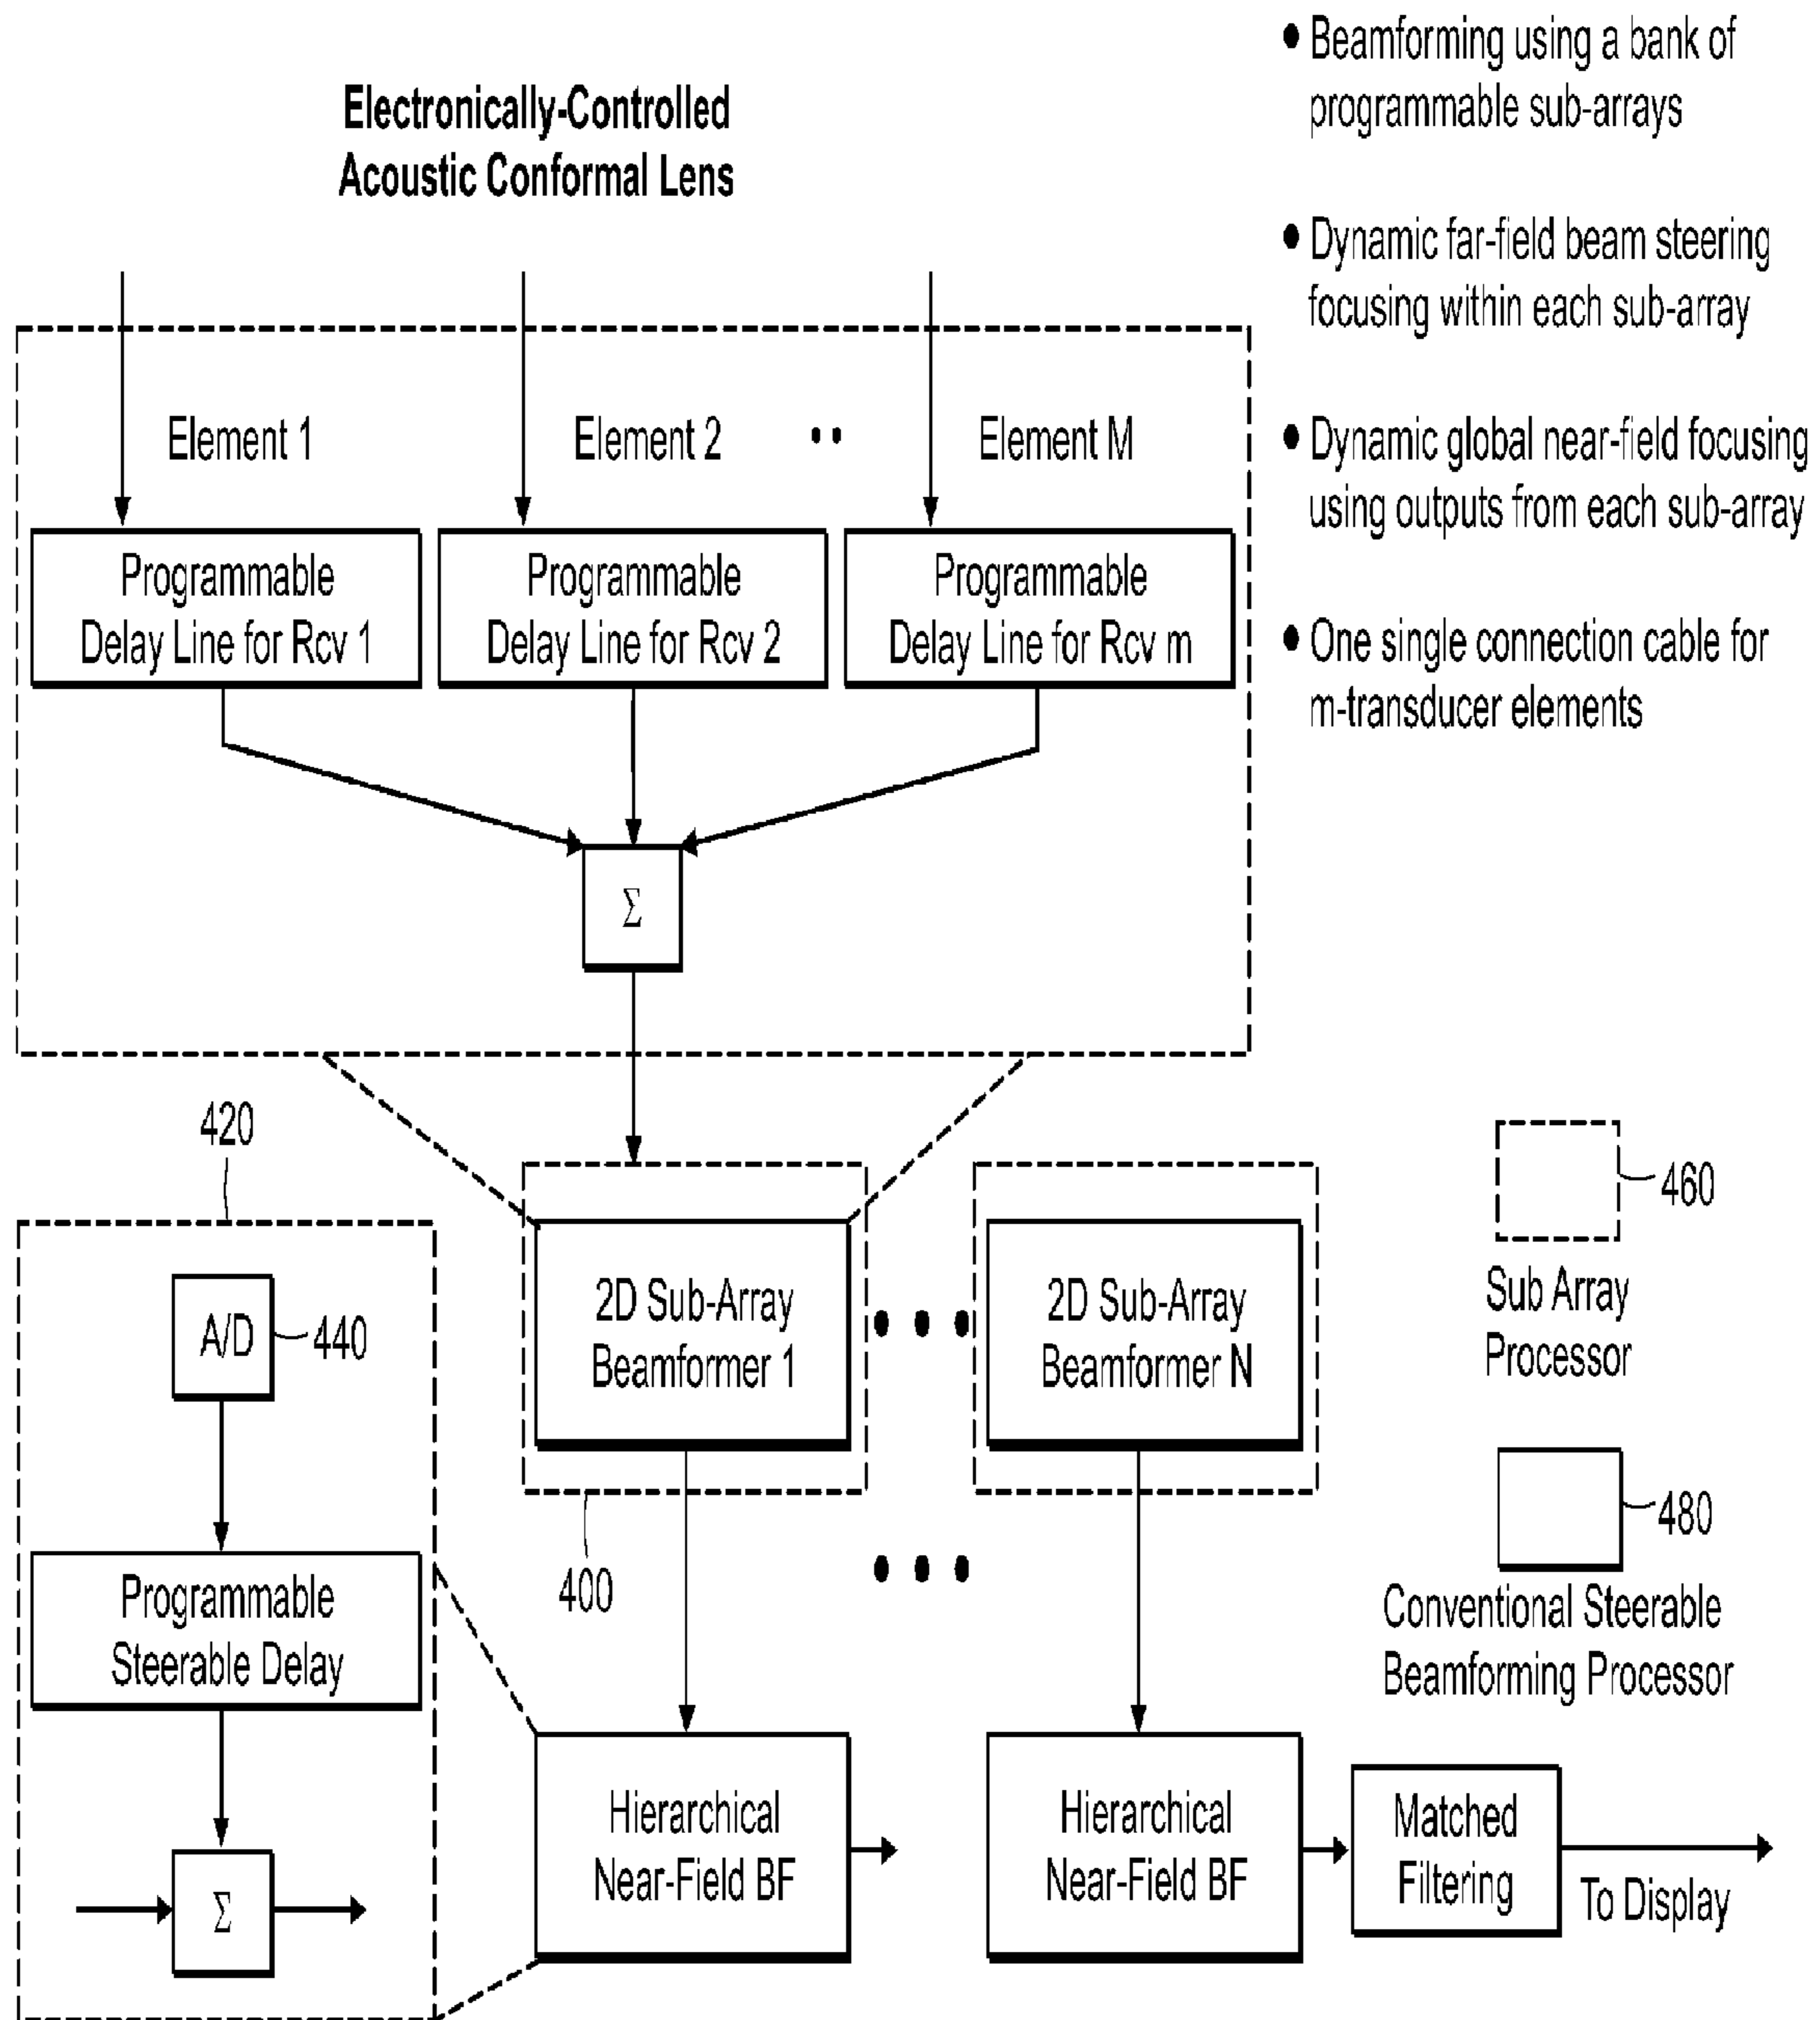 Electronically-Controlled
Acoustic Conformal Lens
• Beamforming using a bank of
programmable sub-arrays
• Dynamic far-field beam steering
focusing within each sub-array
• Dynamic global near-field focusing
using outputs from each sub-array
• One single connection cable for
m-transducer elements
Element 1
Element 2
••
Element M
Programmable
Delay Line for Rcv 1
Programmable
Delay Line for Rcv 2
Programmable
Delay Line for Rcv m
Σ
420
A/D
440
Programmable
Steerable Delay
Σ
2D Sub-Array
Beamformer 1
• • •
2D Sub-Array
Beamformer N
400
• • •
460
Sub Array
Processor
480
Conventional Steerable
Beamforming Processor
Hierarchical
Near-Field BF
Hierarchical
Near-Field BF
Matched
Filtering
To Display